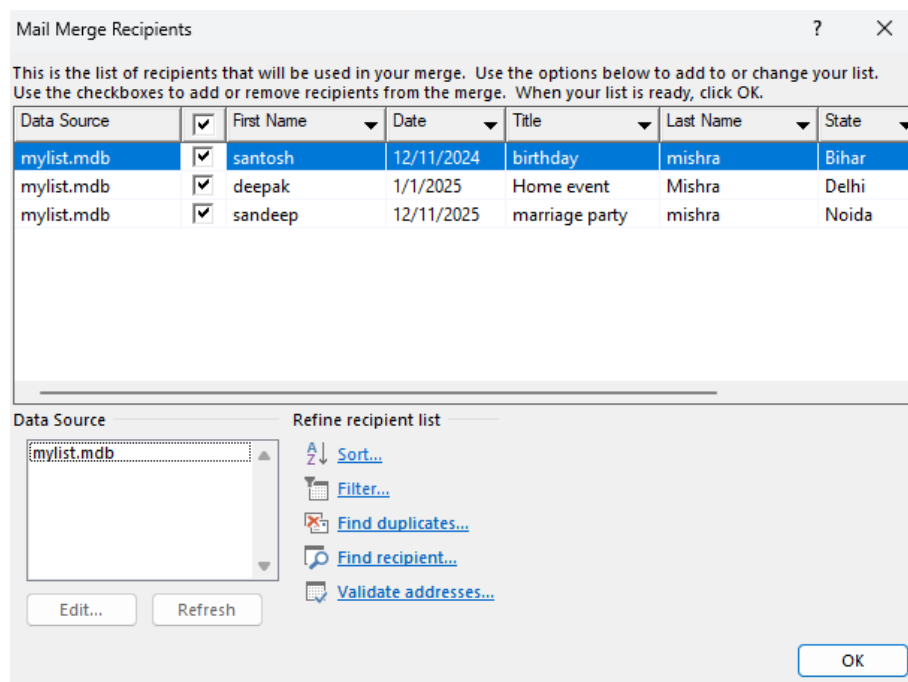 Mail Merge Recipients ?
This is the list of recipients that will be used in your merge. Use the options below to add to or change your list.
Use the checkboxes to add or remove recipients from the merge. When your list is ready, click OK.
Data Source First Name Date Title Last Name State
mylist.mdb santosh 12/11/2024 birthday mishra Bihar
mylist.mdb deepak 1/1/2025 Home event Mishra Delhi
mylist.mdb sandeep 12/11/2025 marriage party mishra Noida
Data Source Refine recipient list
mylist.mdb
Sort...
Filter...
Find duplicates...
Find recipient...
Validate addresses...
Edit... Refresh
OK